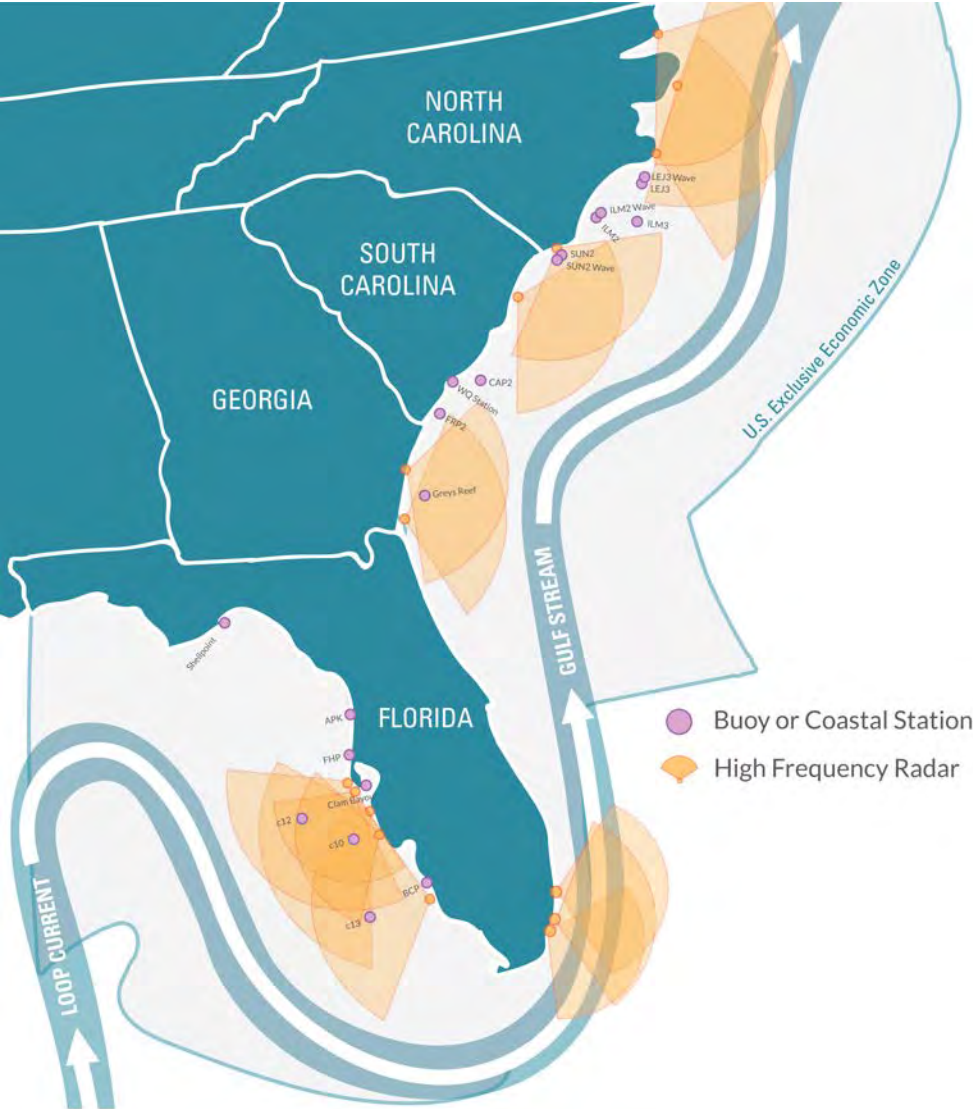 NORTH
CAROLINA
LEJ3 Wave
LEJ3
ILM2 Wave
ILM2
ILM3
SOUTH
CAROLINA
SUN2
SUN2 Wave
U.S. Exclusive Economic Zone
GEORGIA
CAP2
WQ Station
FRP2
Greys Reef
GULF STREAM
Shellpoint
APK
FLORIDA
Buoy or Coastal Station
FHP
High Frequency Radar
Clam Bayou
c12
c10
BCP
c13
LOOP CURRENT